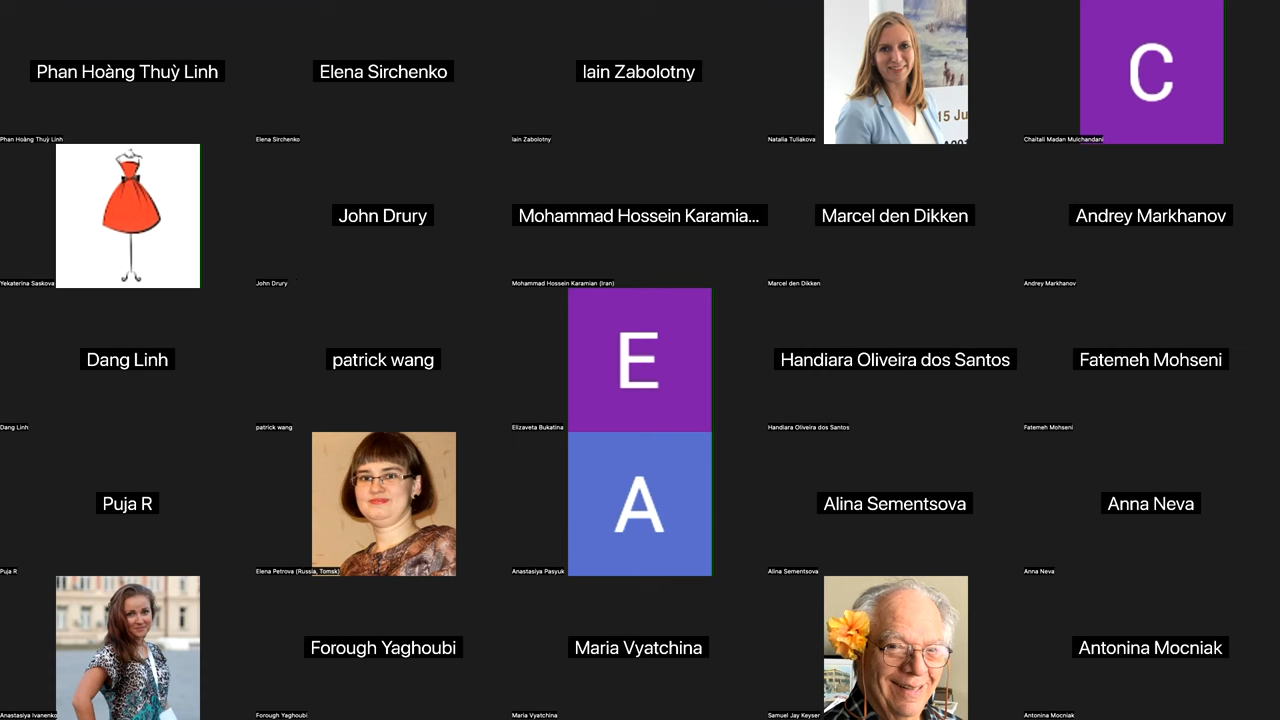 Phan Hoàng Thuỳ Linh
Elena Sirchenko
Iain Zabolotny
C
Phan Hoàng Thuỳ Linh
Elena Sirchenko
Iain Zabolotny
Natalia Tuliakova
15 Ju
Chaitali Madan Mulchandani
John Drury
Mohammad Hossein Karamia...
Marcel den Dikken
Andrey Markhanov
Yekaterina Saskova
John Drury
Mohammad Hossein Karamian (Iran)
Marcel den Dikken
Andrey Markhanov
Dang Linh
patrick wang
E
Handiara Oliveira dos Santos
Fatemeh Mohseni
Dang Linh
patrick wang
Elizaveta Bukatina
Handiara Oliveira dos Santos
Fatemeh Mohseni
Puja R
A
Alina Sementsova
Anna Neva
Puja R
Elena Petrova (Russia, Tomsk)
Anastasiya Pasyuk
Alina Sementsova
Anna Neva
Forough Yaghoubi
Maria Vyatchina
Antonina Mocniak
Anastasiya Ivanenko
Forough Yaghoubi
Maria Vyatchina
Samuel Jay Keyser
Antonina Mocniak